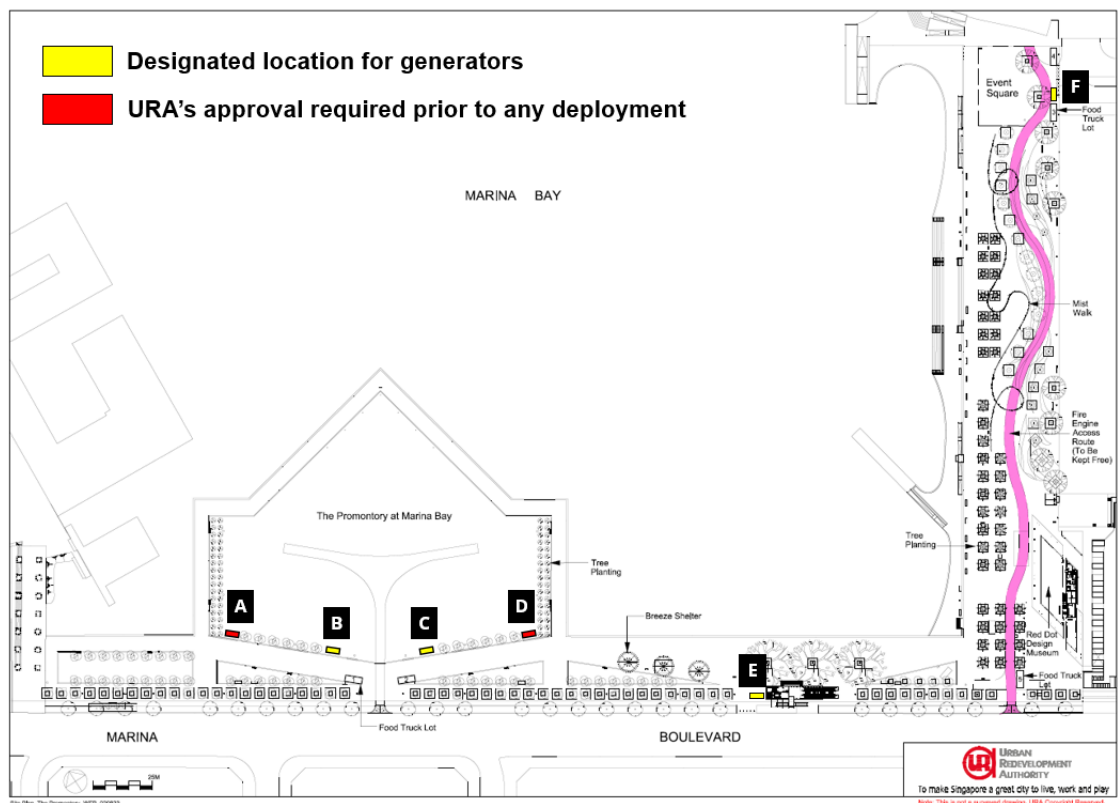 Designated location for generators
URA's approval required prior to any deployment
F
Event
Square
Food
Truck
Lot
MARINA BAY
Mist
Walk
Fire
Engine
Access
Route
(To Be
Kept Free)
The Promontory at Marina Bay
Tree
Planting
Tree
Planting
A
B
C
D
Breeze Shelter
Red Dot
Design
Museum
E
Food Truck
Lot
Food Truck Lot
MARINA
BOULEVARD
25M
URBAN
REDEVELOPMENT
AUTHORITY
To make Singapore a great city to live, work and play